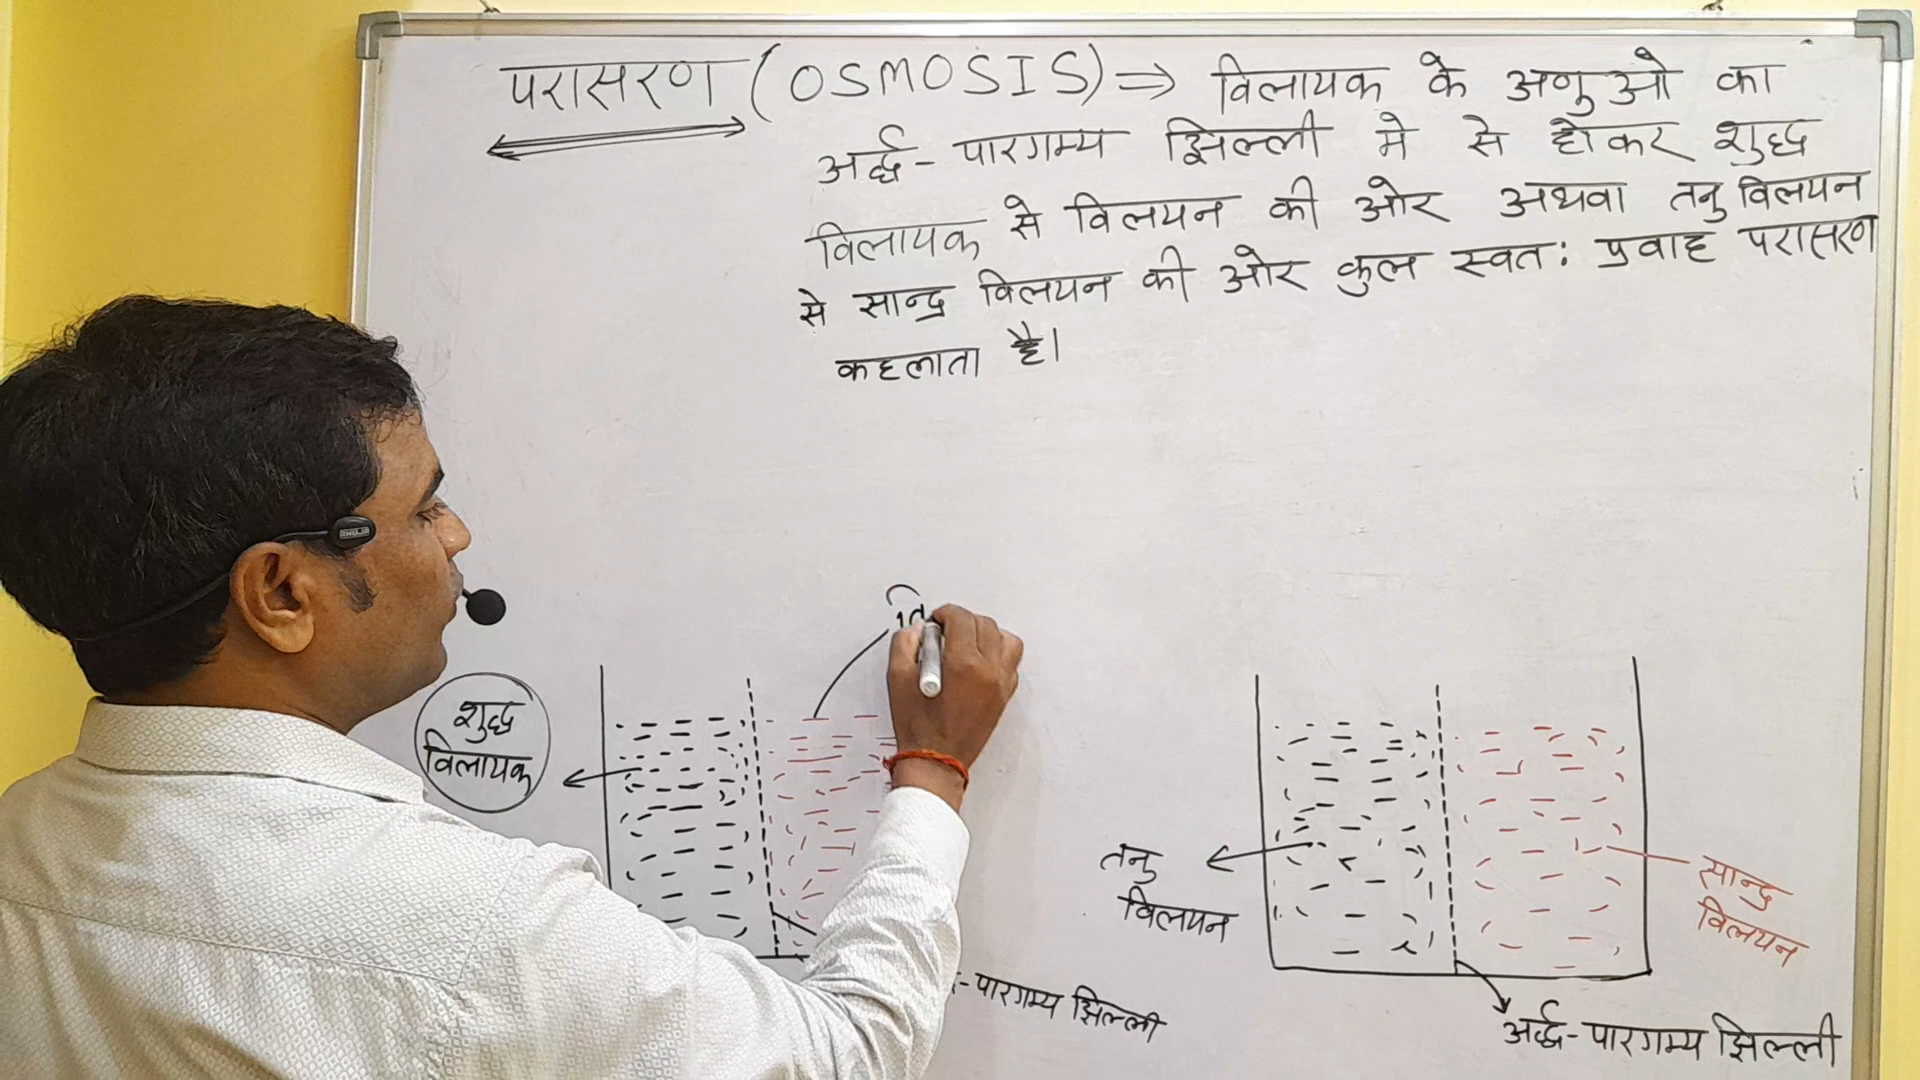 परासरण (OSMOSIS) ⇒ विलायक के अणुओ का
अर्द्ध-पारगम्य झिल्ली मे से होकर शुद्ध
विलायक से विलयन की ओर अथवा तनु विलयन
से सान्द्र विलयन की ओर कुल स्वत: प्रवाह परासरण
कहलाता है।
शुद्ध
विलायक
-पारगम्य झिल्ली
तनु
विलयन
सान्द्र
विलयन
अर्द्ध-पारगम्य झिल्ली